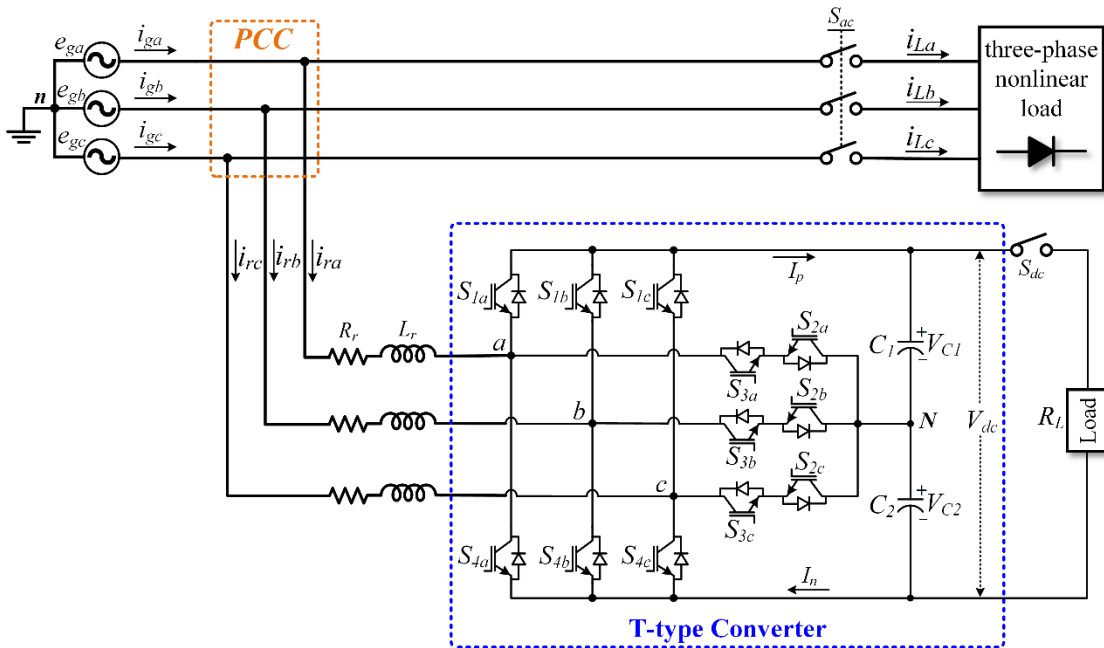 e_ga
i_ga
PCC
S_ac
i_La
three-phase
nonlinear
load
n
e_gb
i_gb
i_Lb
e_gc
i_gc
i_Lc
i_rc
i_rb
i_ra
I_p
S_dc
S_1a
S_1b
S_1c
S_2a
R_r
L_r
a
C_1
+
V_C1
−
S_3a
S_2b
b
N
V_dc
R_L
Load
S_3b
S_2c
c
C_2
+
V_C2
−
S_3c
S_4a
S_4b
S_4c
I_n
T-type Converter